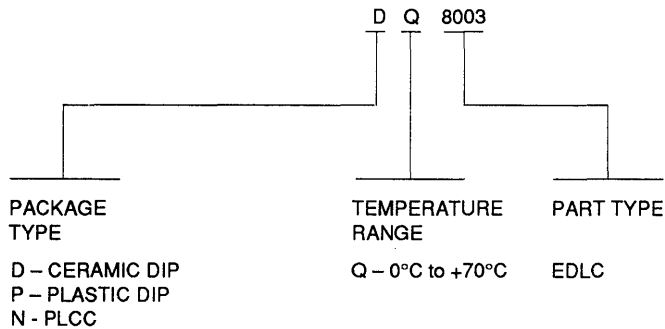 D Q 8003
PACKAGE TYPE
D – CERAMIC DIP
P – PLASTIC DIP
N - PLCC
TEMPERATURE RANGE
Q – 0°C to +70°C
PART TYPE
EDLC